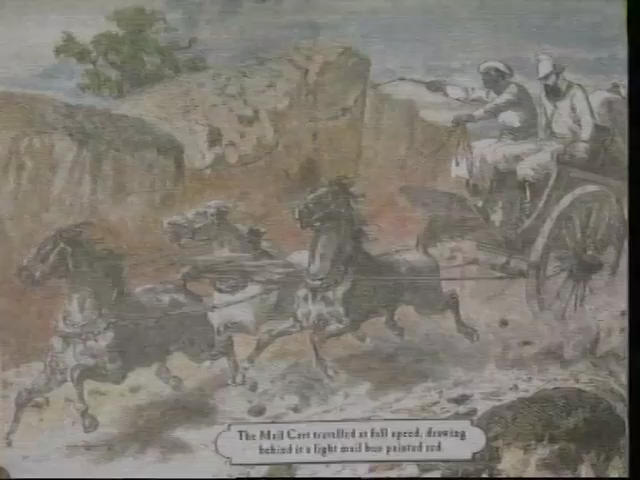 The Mail Cart travelled at full speed, drawing
behind it a light mail box painted red.